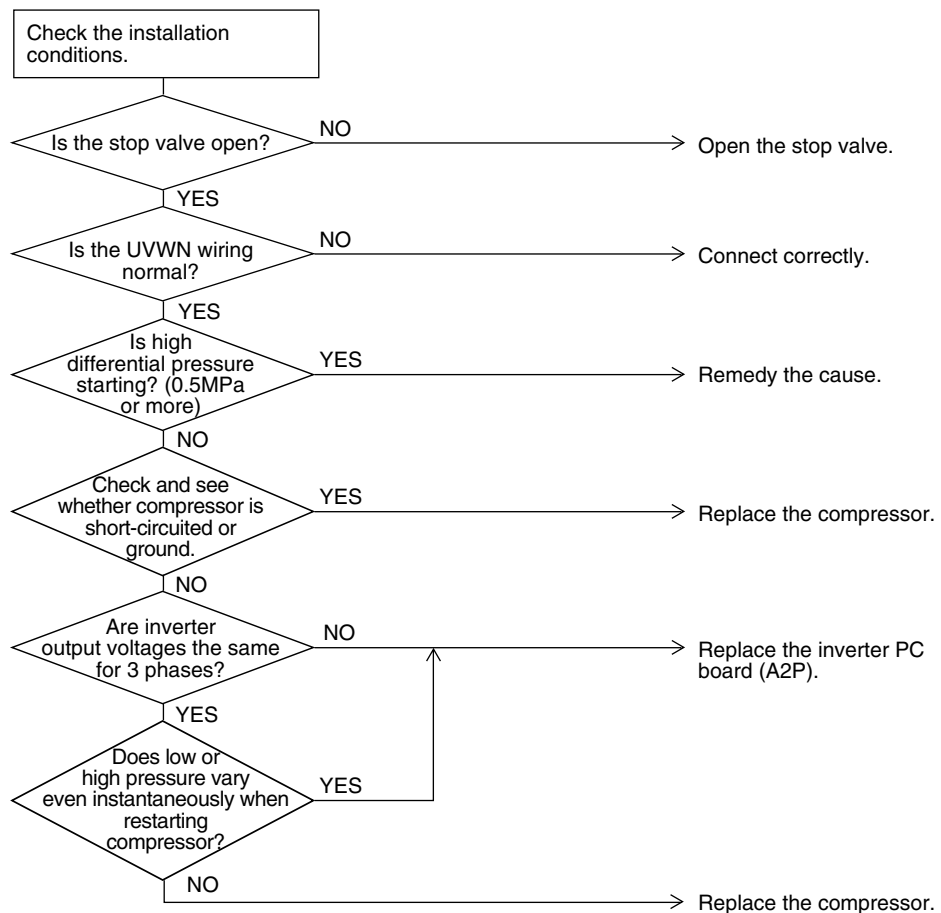 Check the installation
conditions.
Is the stop valve open?
NO
Open the stop valve.
YES
Is the UVWN wiring
normal?
NO
Connect correctly.
YES
Is high
differential pressure
starting? (0.5MPa
or more)
YES
Remedy the cause.
NO
Check and see
whether compressor is
short-circuited or
ground.
YES
Replace the compressor.
NO
Are inverter
output voltages the same
for 3 phases?
NO
Replace the inverter PC
board (A2P).
YES
Does low or
high pressure vary
even instantaneously when
restarting
compressor?
YES
NO
Replace the compressor.